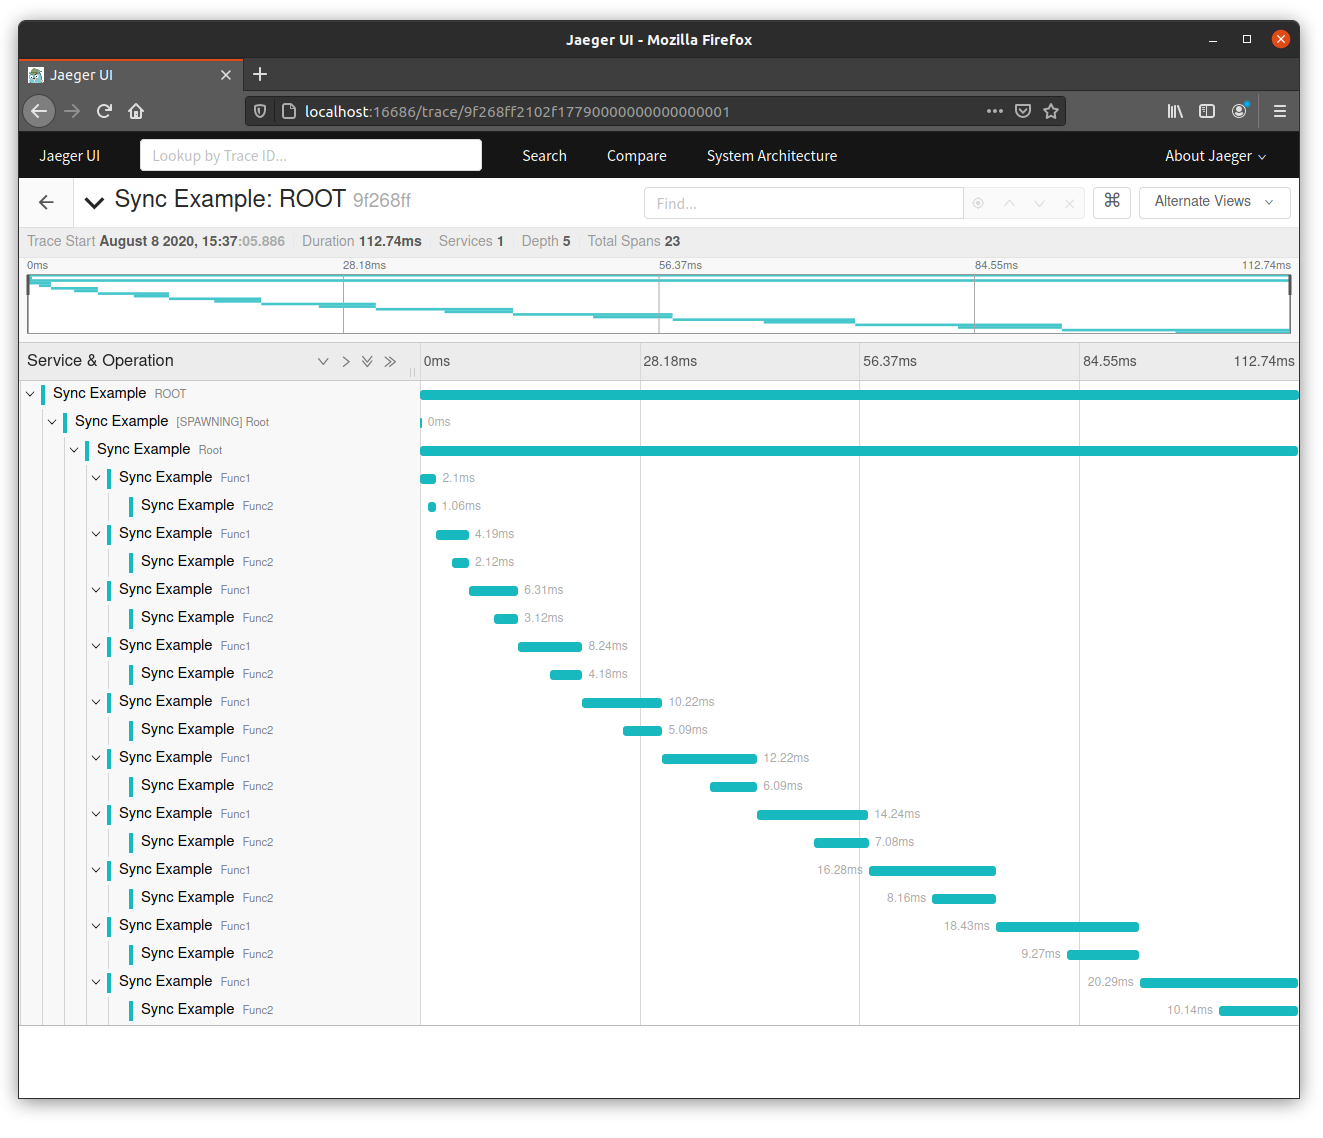 Jaeger UI - Mozilla Firefox
Jaeger UI
localhost:16686/trace/9f268ff2102f17790000000000000001
Jaeger UI Lookup by Trace ID... Search Compare System Architecture About Jaeger
Sync Example: ROOT 9f268ff Find... ⌘ Alternate Views
Trace Start August 8 2020, 15:37:05.886 Duration 112.74ms Services 1 Depth 5 Total Spans 23
0ms 28.18ms 56.37ms 84.55ms 112.74ms
Service & Operation 0ms 28.18ms 56.37ms 84.55ms 112.74ms
Sync Example ROOT
Sync Example [SPAWNING] Root 0ms
Sync Example Root
Sync Example Func1 2.1ms
Sync Example Func2 1.06ms
Sync Example Func1 4.19ms
Sync Example Func2 2.12ms
Sync Example Func1 6.31ms
Sync Example Func2 3.12ms
Sync Example Func1 8.24ms
Sync Example Func2 4.18ms
Sync Example Func1 10.22ms
Sync Example Func2 5.09ms
Sync Example Func1 12.22ms
Sync Example Func2 6.09ms
Sync Example Func1 14.24ms
Sync Example Func2 7.08ms
Sync Example Func1 16.28ms
Sync Example Func2 8.16ms
Sync Example Func1 18.43ms
Sync Example Func2 9.27ms
Sync Example Func1 20.29ms
Sync Example Func2 10.14ms